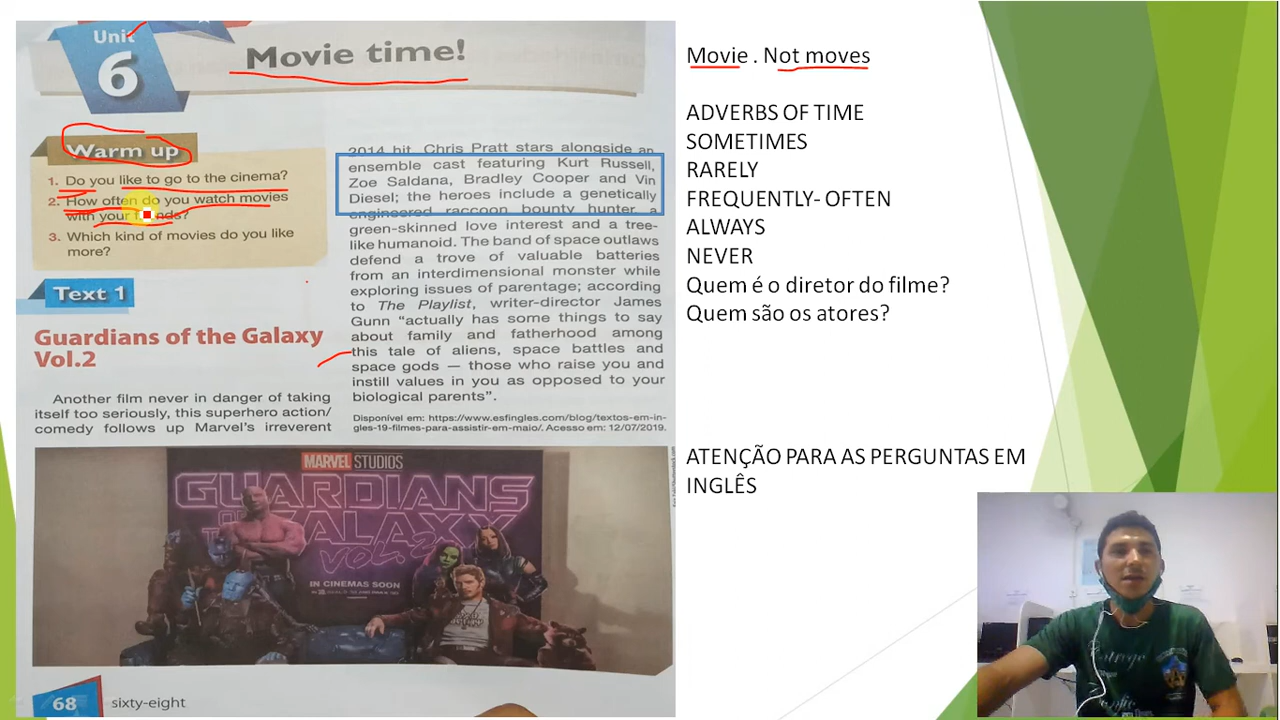 Unit
6
Movie time!
Warm up
1. Do you like to go to the cinema?
2. How often do you watch movies
with your
3. Which kind of movies do you like
more?
Text 1
Guardians of the Galaxy
Vol.2
Another film never in danger of taking
itself too seriously, this superhero action/
comedy follows up Marvel's irreverent
2014 hit. Chris Pratt stars alongside an
ensemble cast featuring Kurt Russell,
Zoe Saldana, Bradley Cooper and Vin
Diesel; the heroes include a genetically
engineered raccoon bounty hunter, a
green-skinned love interest and a tree-
like humanoid. The band of space outlaws
defend a trove of valuable batteries
from an interdimensional monster while
exploring issues of parentage; according
to The Playlist, writer-director James
Gunn “actually has some things to say
about family and fatherhood among
this tale of aliens, space battles and
space gods — those who raise you and
instill values in you as opposed to your
biological parents”.
Disponível em: https://www.esfingles.com/blog/textos-em-in-
gles-19-filmes-para-assistir-em-maio/. Acesso em: 12/07/2019.
MARVEL STUDIOS
GUARDIANS
OF THE
GALAXY
VOL.2
IN CINEMAS SOON
68 sixty-eight
Movie . Not moves
ADVERBS OF TIME
SOMETIMES
RARELY
FREQUENTLY- OFTEN
ALWAYS
NEVER
Quem é o diretor do filme?
Quem são os atores?
ATENÇÃO PARA AS PERGUNTAS EM
INGLÊS